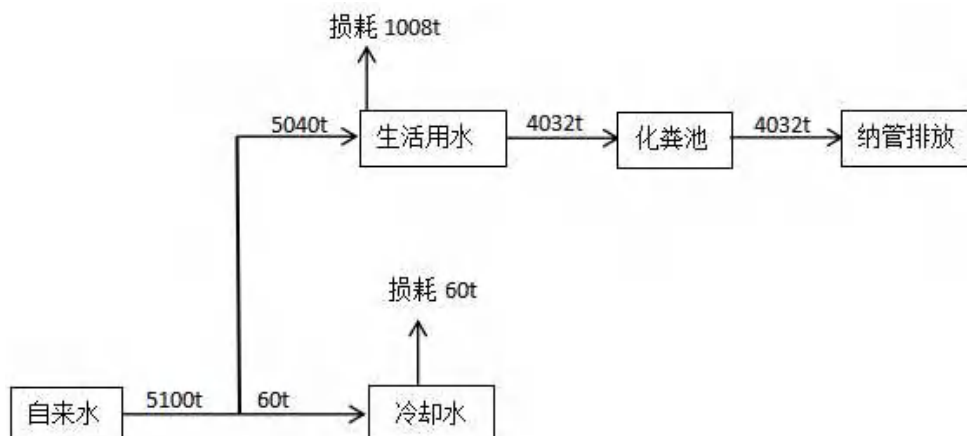 损耗 1008t
5040t
生活用水
4032t
化粪池
4032t
纳管排放
损耗 60t
自来水
5100t
60t
冷却水